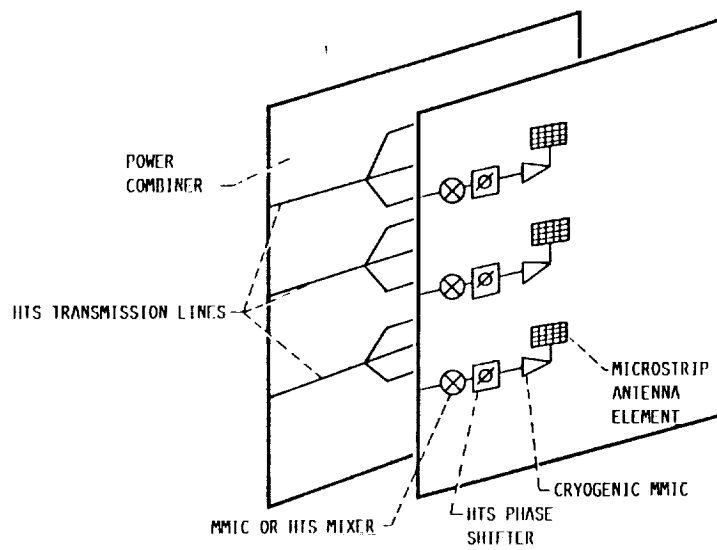 POWER
COMBINER
HTS TRANSMISSION LINES
Ø
Ø
Ø
MICROSTRIP
ANTENNA
ELEMENT
CRYOGENIC MMIC
MMIC OR HTS MIXER
HTS PHASE
SHIFTER